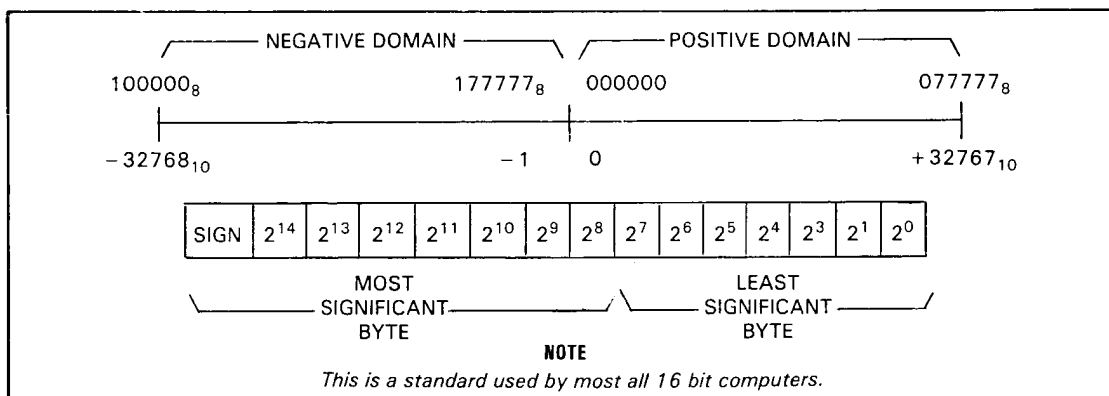 NEGATIVE DOMAIN POSITIVE DOMAIN
100000₈ 177777₈ 000000 077777₈
−32768₁₀ −1 0 +32767₁₀
SIGN 2¹⁴ 2¹³ 2¹² 2¹¹ 2¹⁰ 2⁹ 2⁸ 2⁷ 2⁶ 2⁵ 2⁴ 2³ 2¹ 2⁰
MOST LEAST
SIGNIFICANT SIGNIFICANT
BYTE BYTE
NOTE
This is a standard used by most all 16 bit computers.